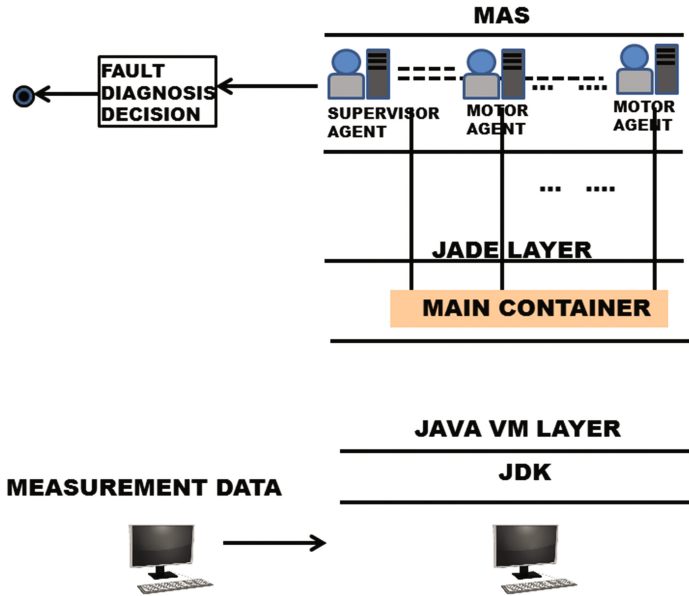 MAS
FAULT
DIAGNOSIS
DECISION
SUPERVISOR
AGENT
MOTOR
AGENT
... ....
MOTOR
AGENT
... ....
JADE LAYER
MAIN CONTAINER
JAVA VM LAYER
JDK
MEASUREMENT DATA